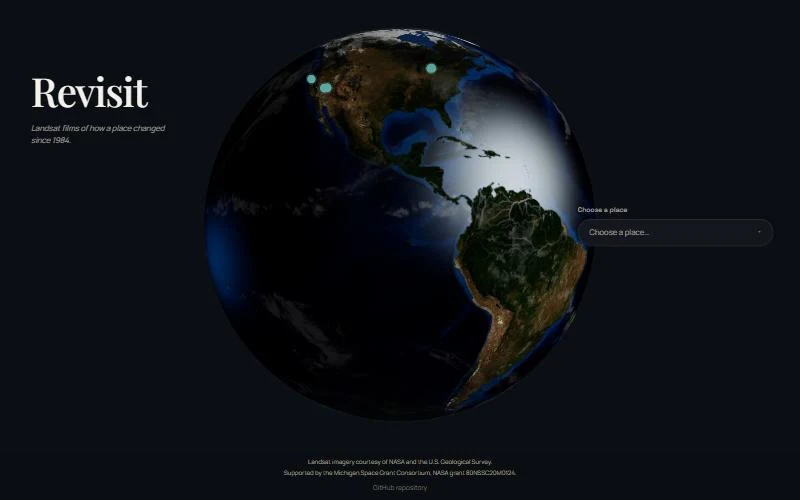 Revisit
Landsat films of how a place changed
since 1984.
Choose a place
Choose a place...
Landsat imagery courtesy of NASA and the U.S. Geological Survey.
Supported by the Michigan Space Grant Consortium, NASA grant 80NSSC20M0124.
GitHub repository